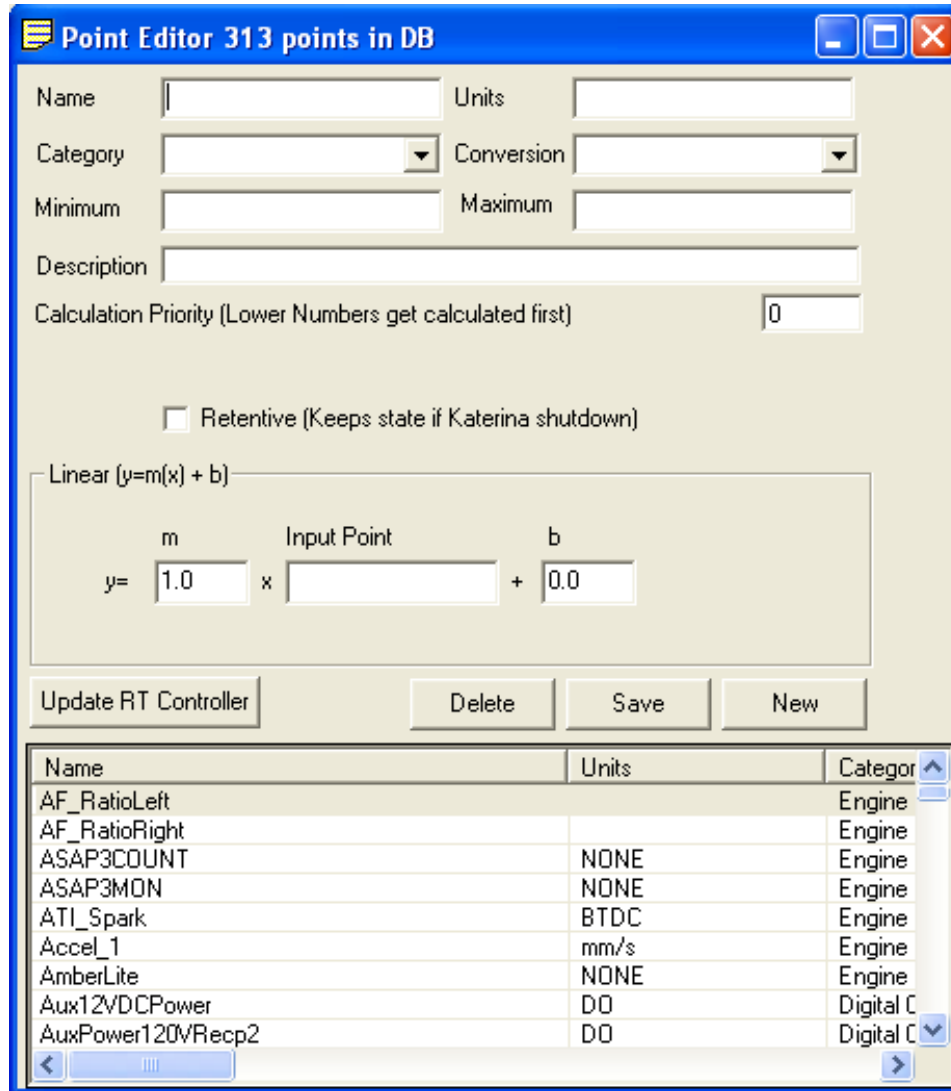 Point Editor 313 points in DB
Name Units
Category Conversion
Minimum Maximum
Description
Calculation Priority (Lower Numbers get calculated first) 0
Retentive (Keeps state if Katerina shutdown)
Linear (y=m(x) + b)
m Input Point b
y= 1.0 x + 0.0
Update RT Controller Delete Save New
Name Units Categor
AF_RatioLeft Engine
AF_RatioRight Engine
ASAP3COUNT NONE Engine
ASAP3MON NONE Engine
ATI_Spark BTDC Engine
Accel_1 mm/s Engine
AmberLite NONE Engine
Aux12VDCPower DO Digital C
AuxPower120VRecp2 DO Digital C